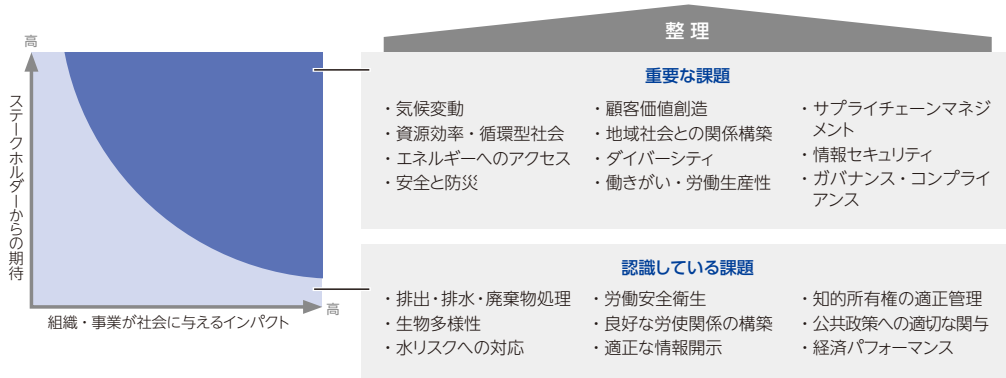 整理
高
ステークホルダーからの期待
組織・事業が社会に与えるインパクト
高
重要な課題
・気候変動
・資源効率・循環型社会
・エネルギーへのアクセス
・安全と防災
・顧客価値創造
・地域社会との関係構築
・ダイバーシティ
・働きがい・労働生産性
・サプライチェーンマネジ
メント
・情報セキュリティ
・ガバナンス・コンプライ
アンス
認識している課題
・排出・排水・廃棄物処理
・生物多様性
・水リスクへの対応
・労働安全衛生
・良好な労使関係の構築
・適正な情報開示
・知的所有権の適正管理
・公共政策への適切な関与
・経済パフォーマンス